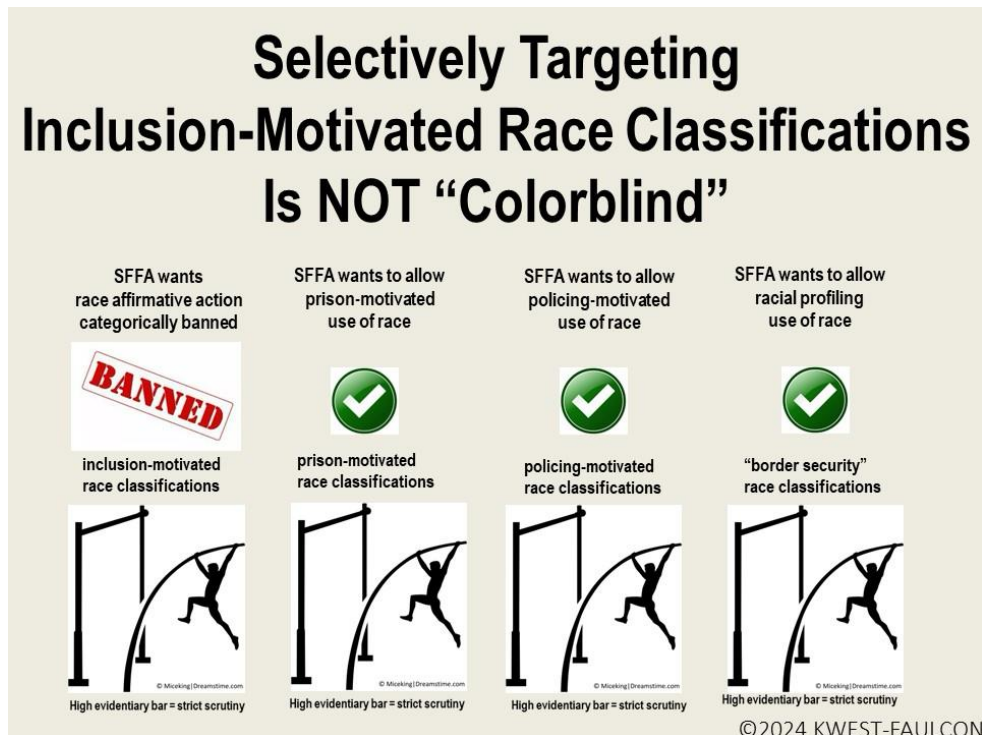 Selectively Targeting
Inclusion-Motivated Race Classifications
Is NOT “Colorblind”
SFFA wants
race affirmative action
categorically banned
BANNED
inclusion-motivated
race classifications
© Miceking|Dreamstime.com
High evidentiary bar = strict scrutiny
SFFA wants to allow
prison-motivated
use of race
prison-motivated
race classifications
© Miceking|Dreamstime.com
High evidentiary bar = strict scrutiny
SFFA wants to allow
policing-motivated
use of race
policing-motivated
race classifications
© Miceking|Dreamstime.com
High evidentiary bar = strict scrutiny
SFFA wants to allow
racial profiling
use of race
“border security”
race classifications
© Miceking|Dreamstime.com
High evidentiary bar = strict scrutiny
©2024 KWEST-FAULCON